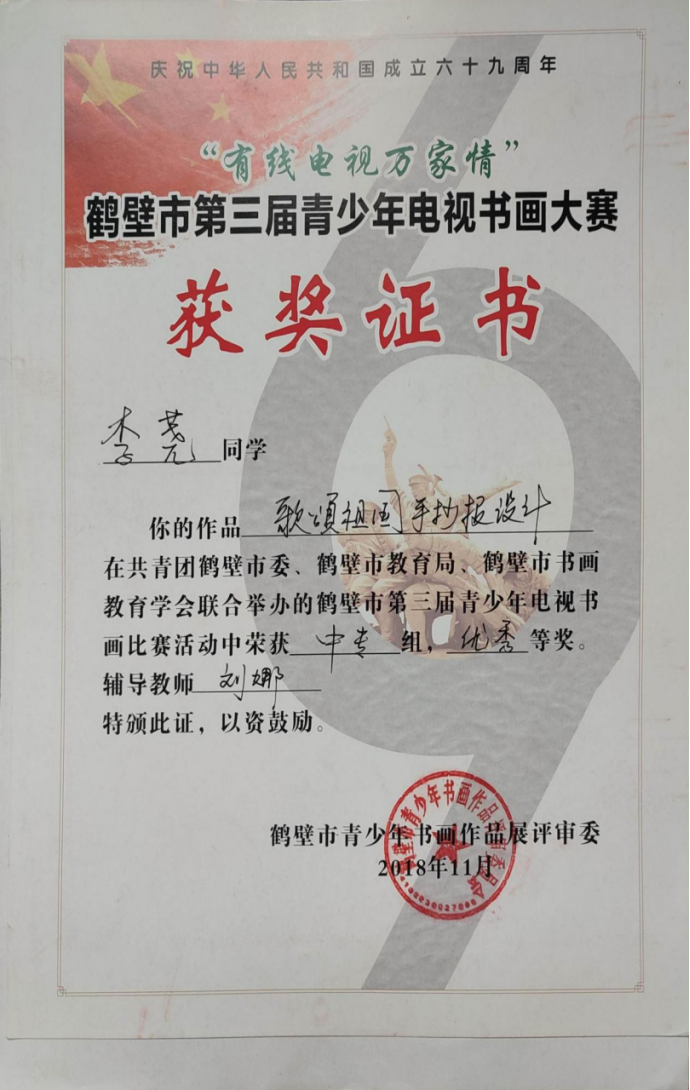 庆祝中华人民共和国成立六十九周年
“有线电视万家情”
鹤壁市第三届青少年电视书画大赛
获奖证书
李尧 同学
你的作品 歌颂祖国手抄报设计
在共青团鹤壁市委、鹤壁市教育局、鹤壁市书画
教育学会联合举办的鹤壁市第三届青少年电视书
画比赛活动中荣获 中专 组，优秀 等奖。
辅导教师 刘娜
特颁此证，以资鼓励。
鹤壁市青少年书画作品展评审委
2018年11月